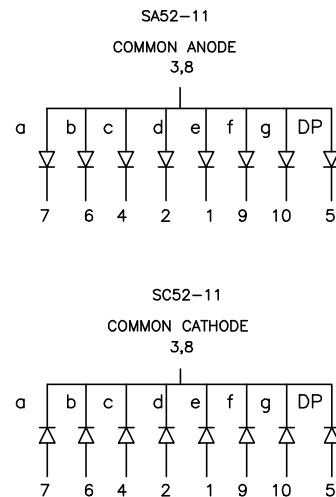 SA52-11
COMMON ANODE
3,8
a b c d e f g DP
7 6 4 2 1 9 10 5
SC52-11
COMMON CATHODE
3,8
a b c d e f g DP
7 6 4 2 1 9 10 5